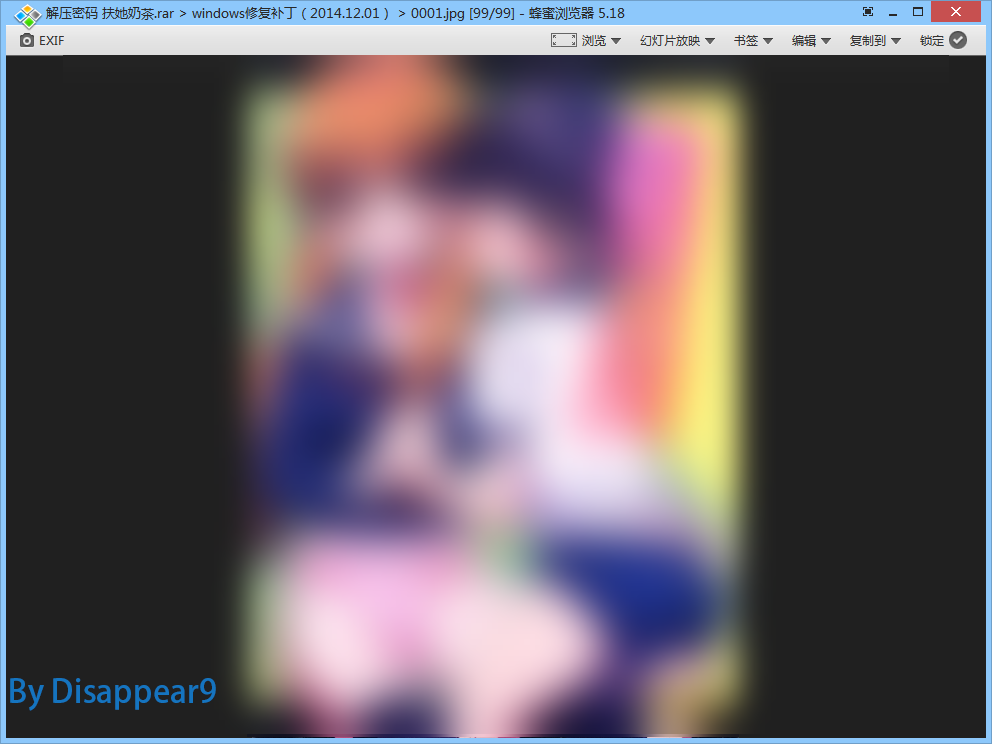 解压密码 扶她奶茶.rar > windows修复补丁（2014.12.01） > 0001.jpg [99/99] - 蜂蜜浏览器 5.18
EXIF 浏览 幻灯片放映 书签 编辑 复制到 锁定
By Disappear9